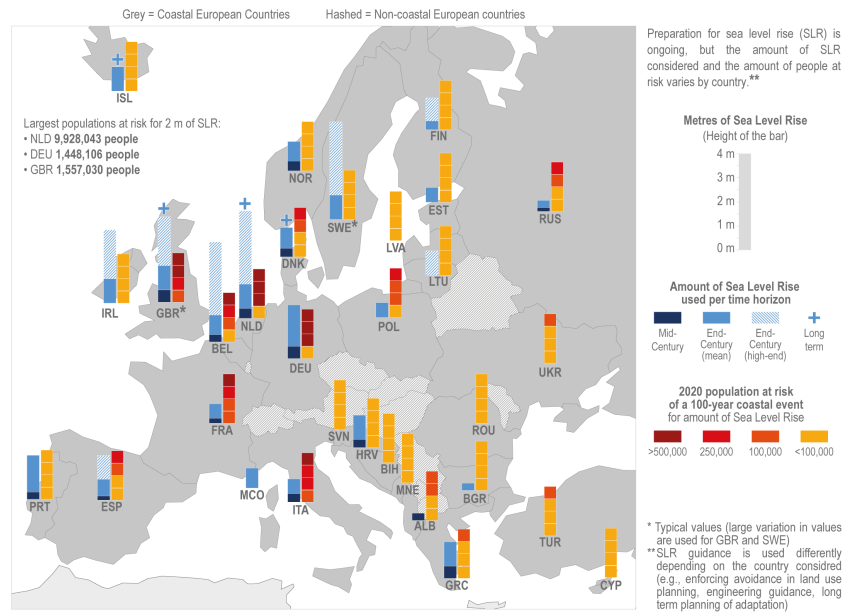 Grey = Coastal European Countries    Hashed = Non-coastal European countries
Preparation for sea level rise (SLR) is
ongoing, but the amount of SLR
considered and the amount of people at
risk varies by country.**
ISL
Largest populations at risk for 2 m of SLR:
• NLD 9,928,043 people
• DEU 1,448,106 people
• GBR 1,557,030 people
Metres of Sea Level Rise
(Height of the bar)
4 m
3 m
2 m
1 m
0 m
FIN
NOR
EST
RUS
SWE*
LVA
DNK
LTU
IRL
GBR*
NLD
POL
BEL
DEU
UKR
Amount of Sea Level Rise
used per time horizon
Mid-
Century
End-
Century
(mean)
End-
Century
(high-end)
Long
term
2020 population at risk
of a 100-year coastal event
for amount of Sea Level Rise
>500,000
250,000
100,000
<100,000
FRA
SVN
ROU
HRV
BIH
MNE
MCO
ITA
BGR
PRT
ESP
ALB
TUR
GRC
CYP
* Typical values (large variation in values
are used for GBR and SWE)
**SLR guidance is used differently
depending on the country considred
(e.g., enforcing avoidance in land use
planning, engineering guidance, long
term planning of adaptation)